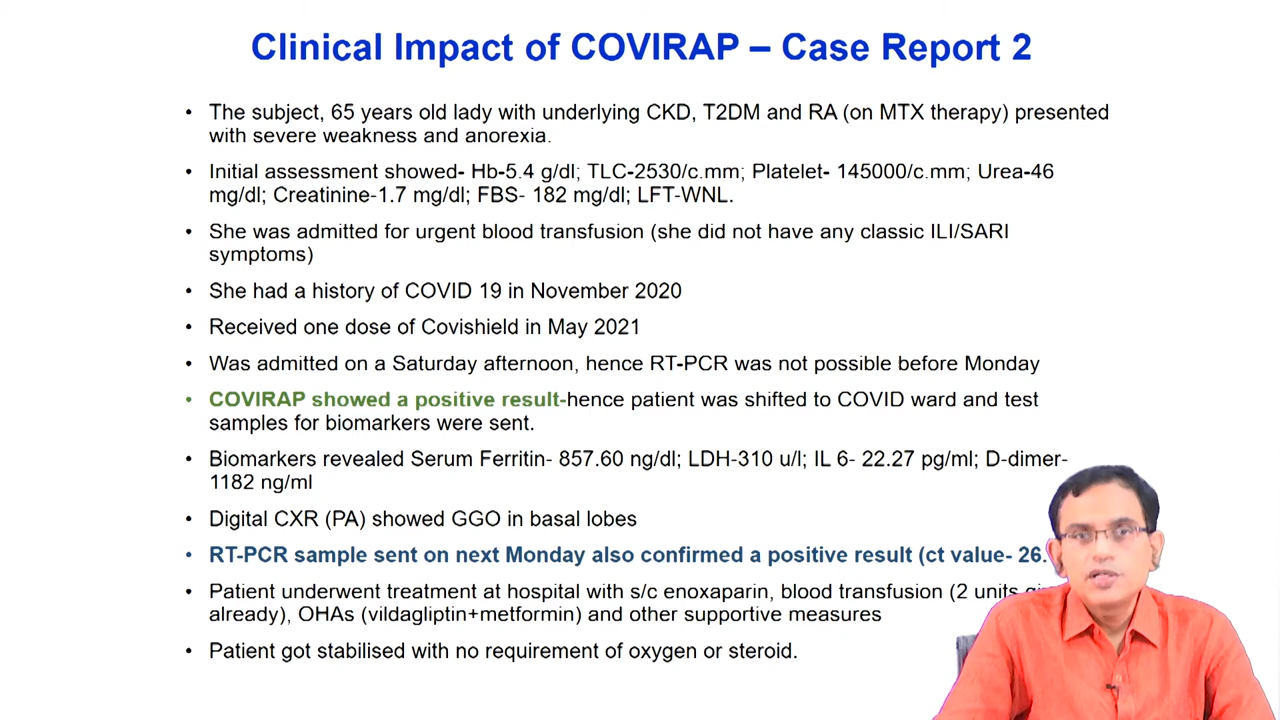 Clinical Impact of COVIRAP – Case Report 2
• The subject, 65 years old lady with underlying CKD, T2DM and RA (on MTX therapy) presented
with severe weakness and anorexia.
• Initial assessment showed- Hb-5.4 g/dl; TLC-2530/c.mm; Platelet- 145000/c.mm; Urea-46
mg/dl; Creatinine-1.7 mg/dl; FBS- 182 mg/dl; LFT-WNL.
• She was admitted for urgent blood transfusion (she did not have any classic ILI/SARI
symptoms)
• She had a history of COVID 19 in November 2020
• Received one dose of Covishield in May 2021
• Was admitted on a Saturday afternoon, hence RT-PCR was not possible before Monday
• COVIRAP showed a positive result-hence patient was shifted to COVID ward and test
samples for biomarkers were sent.
• Biomarkers revealed Serum Ferritin- 857.60 ng/dl; LDH-310 u/l; IL 6- 22.27 pg/ml; D-dimer-
1182 ng/ml
• Digital CXR (PA) showed GGO in basal lobes
• RT-PCR sample sent on next Monday also confirmed a positive result (ct value- 26.
• Patient underwent treatment at hospital with s/c enoxaparin, blood transfusion (2 units
already), OHAs (vildagliptin+metformin) and other supportive measures
• Patient got stabilised with no requirement of oxygen or steroid.